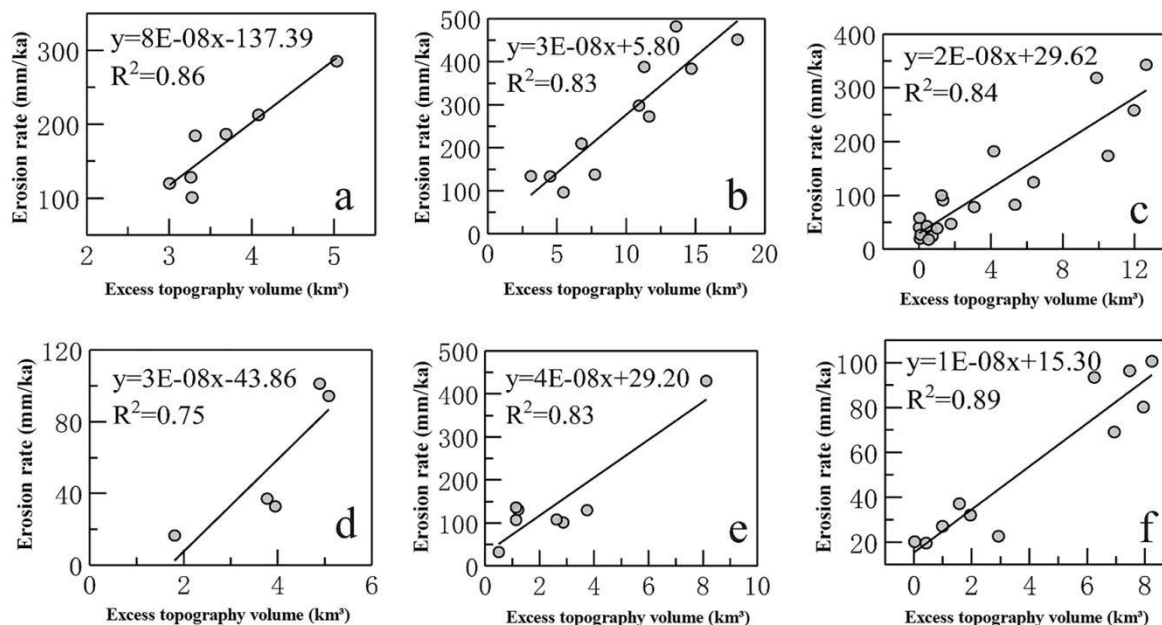 y=8E-08x-137.39
R²=0.86
300
200
100
2
3
4
5
Erosion rate (mm/ka)
Excess topography volume (km³)
a
y=3E-08x+5.80
R²=0.83
500
400
300
200
100
0
0
5
10
15
20
Erosion rate (mm/ka)
Excess topography volume (km³)
b
y=2E-08x+29.62
R²=0.84
400
300
200
100
0
0
4
8
12
Erosion rate (mm/ka)
Excess topography volume (km³)
c
y=3E-08x-43.86
R²=0.75
120
80
40
0
0
2
4
6
Erosion rate (mm/ka)
Excess topography volume (km³)
d
y=4E-08x+29.20
R²=0.83
500
400
300
200
100
0
0
2
4
6
8
10
Erosion rate (mm/ka)
Excess topography volume (km³)
e
y=1E-08x+15.30
R²=0.89
100
80
60
40
20
0
2
4
6
8
Erosion rate (mm/ka)
Excess topography volume (km³)
f